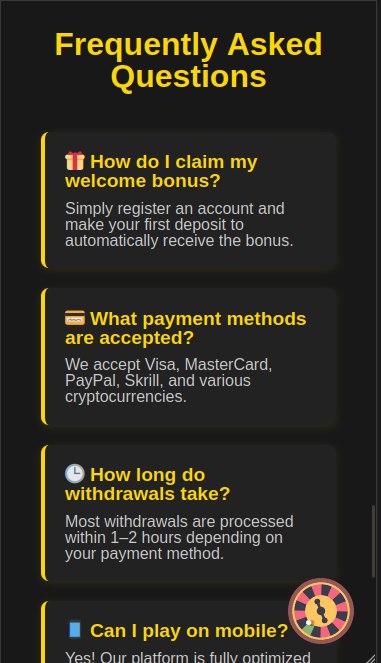 Frequently Asked
Questions
How do I claim my
welcome bonus?
Simply register an account and
make your first deposit to
automatically receive the bonus.
What payment methods
are accepted?
We accept Visa, MasterCard,
PayPal, Skrill, and various
cryptocurrencies.
How long do
withdrawals take?
Most withdrawals are processed
within 1–2 hours depending on
your payment method.
Can I play on mobile?
Yes! Our platform is fully optimized